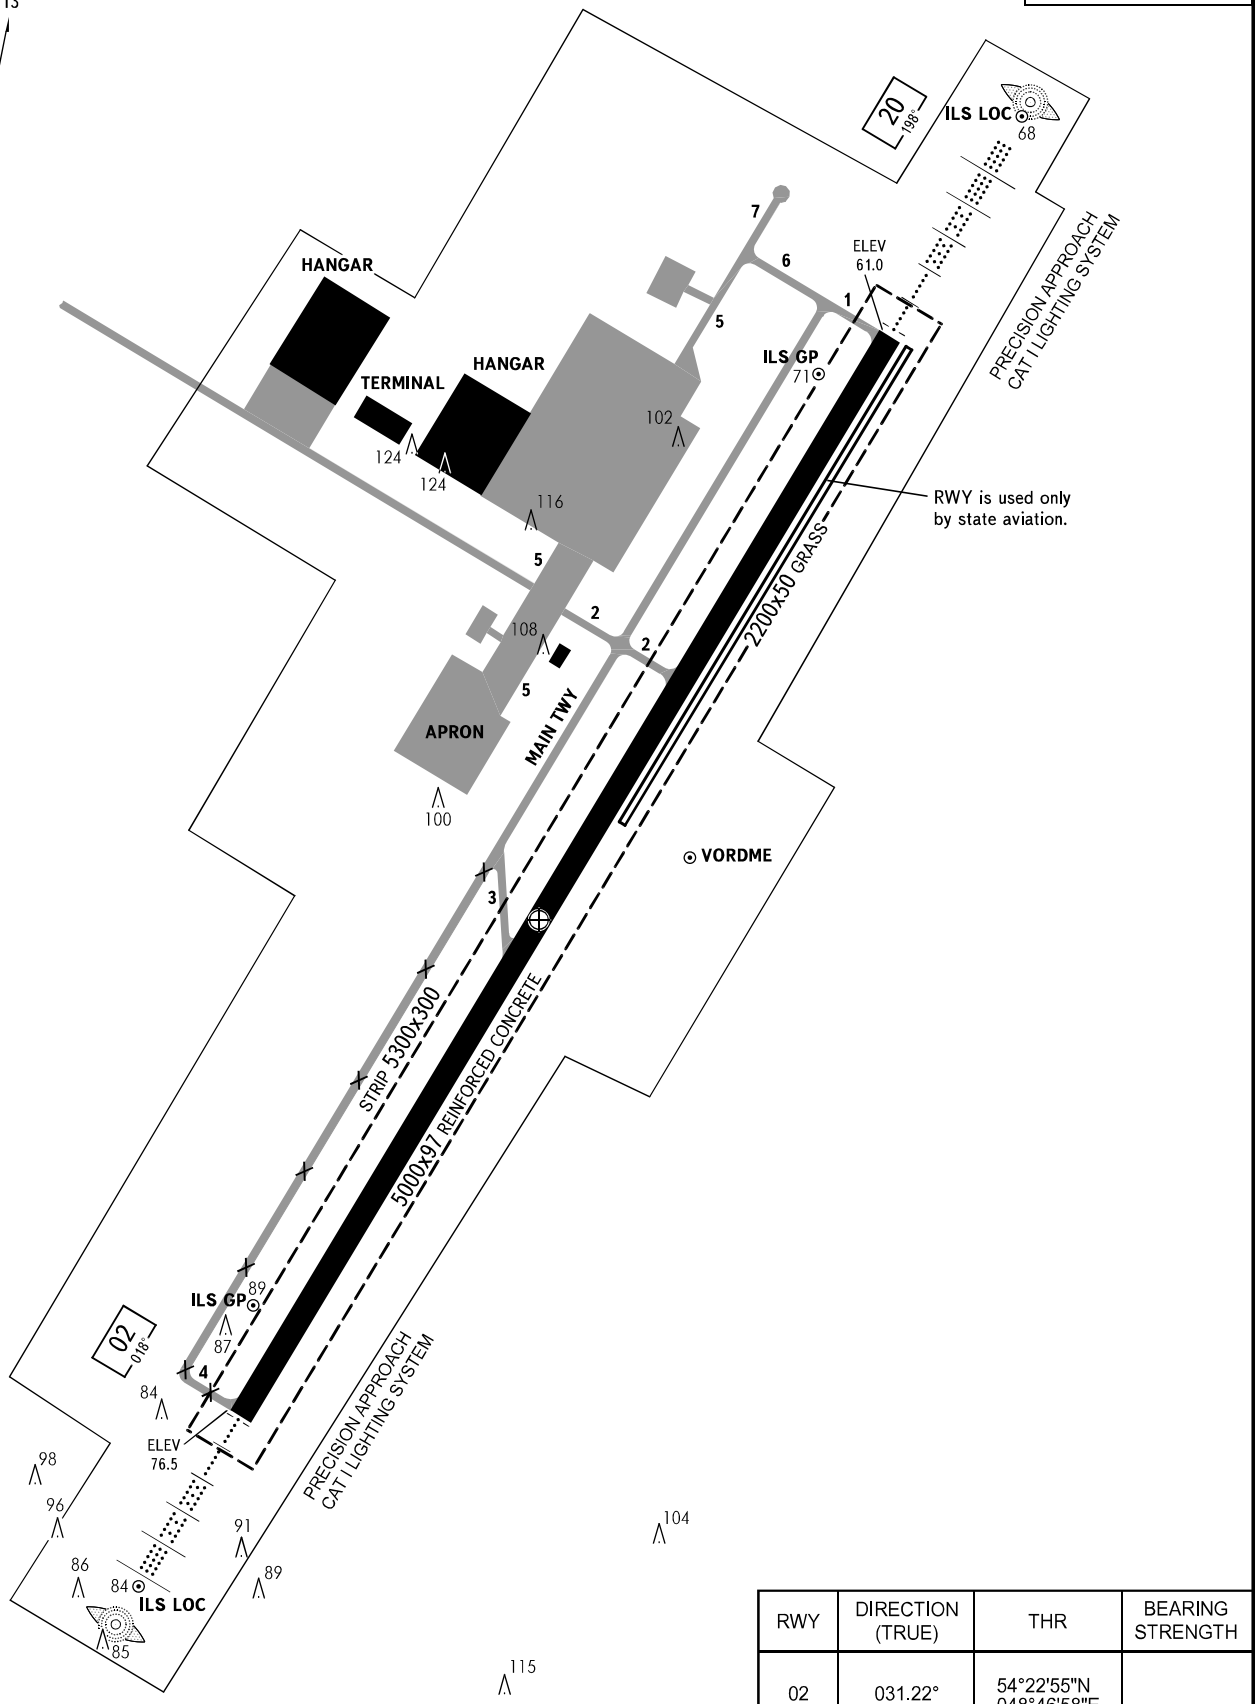 13
20
198°
ILS LOC
68
PRECISION APPROACH
CAT I LIGHTING SYSTEM
7
6
ELEV
61.0
1
HANGAR
5
ILS GP
71
HANGAR
TERMINAL
102
124
124
116
RWY is used only
by state aviation.
5
2
108
2
2200x50 GRASS
5
MAIN TWY
APRON
100
VORDME
3
STRIP 5300x300
5000x97 REINFORCED CONCRETE
89
ILS GP
87
02
018°
4
84
ELEV
76.5
PRECISION APPROACH
CAT I LIGHTING SYSTEM
98
96
91
104
86
89
84
ILS LOC
85
115
RWY
DIRECTION
(TRUE)
THR
BEARING
STRENGTH
02
031.22°
54°22'55"N
048°46'58"E